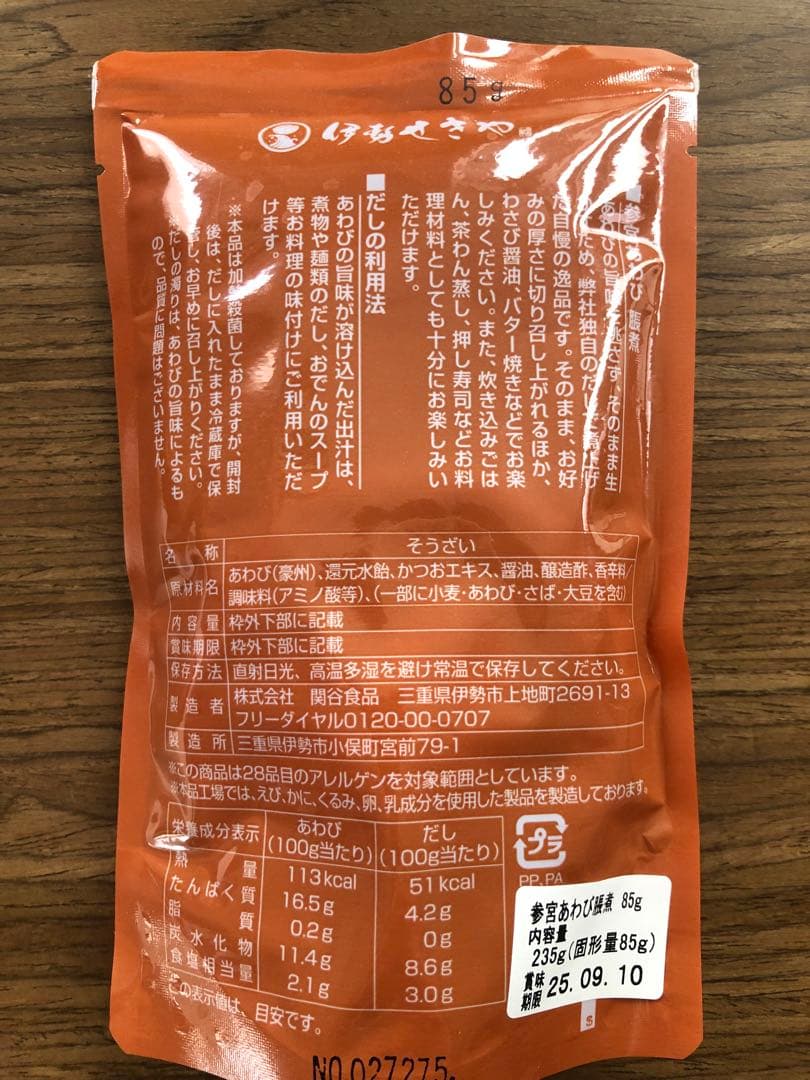 85g
伊勢せきや
■参宮あわび 脹煮
あわびの旨味を逃さず、そのまま生
ため、弊社独自のだしで煮上げ
た自慢の逸品です。そのまま、お好
みの厚さに切り召し上がれるほか、
わさび醤油、バター焼きなどでお楽
しみください。また、炊き込みごは
ん、茶わん蒸し、押し寿司などお料
理材料としても十分にお楽しみい
ただけます。
■だしの利用法
あわびの旨味が溶け込んだ出汁は、
煮物や麺類のだし、おでんのスープ
等お料理の味付けにご利用いただ
けます。
※本品は加熱殺菌しておりますが、開封
後は、だしに入れたまま冷蔵庫で保
存し、お早めに召し上がりください。
※だしの濁りは、あわびの旨味によるも
ので、品質に問題はございません。
名称 そうざい
原材料名 あわび(豪州)、還元水飴、かつおエキス、醤油、醸造酢、香辛料/
調味料(アミノ酸等)、(一部に小麦・あわび・さば・大豆を含む)
内容量 枠外下部に記載
賞味期限 枠外下部に記載
保存方法 直射日光、高温多湿を避け常温で保存してください。
製造者 株式会社 関谷食品 三重県伊勢市上地町2691-13
フリーダイヤル0120-00-0707
製造所 三重県伊勢市小俣町宮前79-1
※この商品は28品目のアレルゲンを対象範囲としています。
※本品工場では、えび、かに、くるみ、卵、乳成分を使用した製品を製造しております。
栄養成分表示 あわび(100g当たり) だし(100g当たり)
熱量 113kcal 51kcal
たんぱく質 16.5g 4.2g
脂質 0.2g 0g
炭水化物 11.4g 8.6g
食塩相当量 2.1g 3.0g
この表示値は、目安です。
プラ
PP,PA
参宮あわび脹煮 85g
内容量
235g(固形量85g)
賞味期限 25.09.10
S
NO.027275.